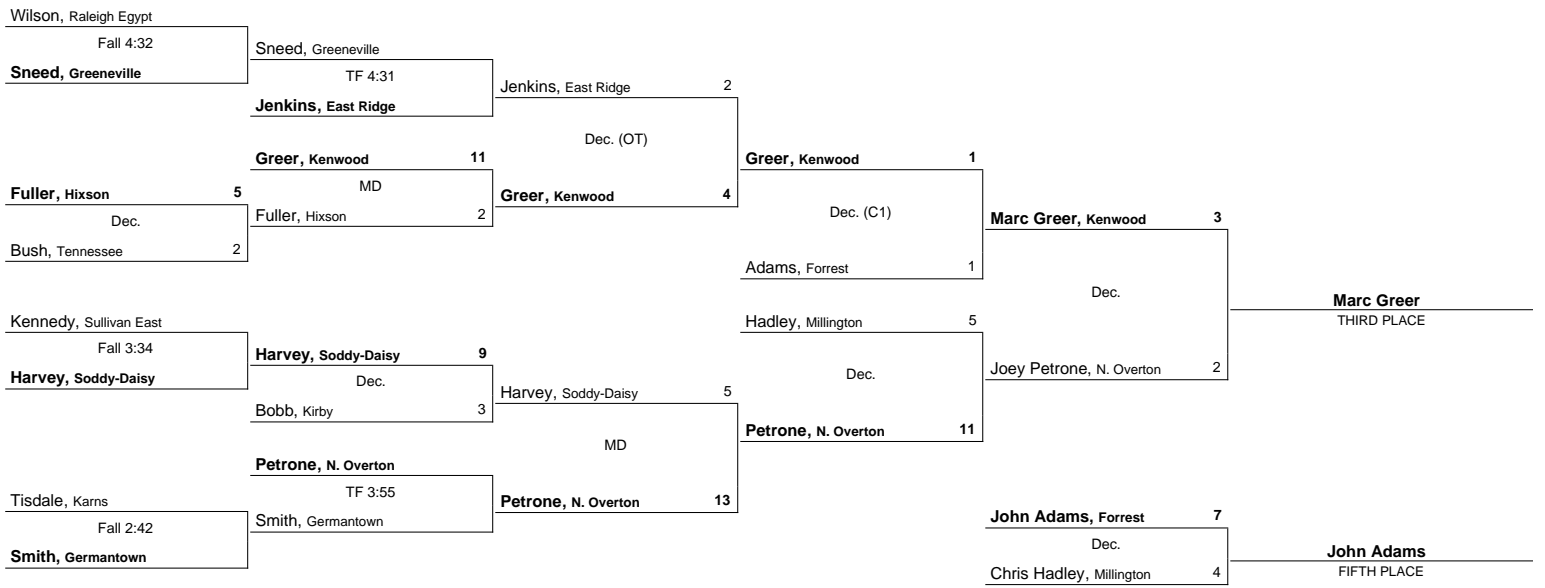 Wilson, Raleigh Egypt
Fall 4:32
Sneed, Greeneville
Sneed, Greeneville
TF 4:31
Jenkins, East Ridge
Jenkins, East Ridge 2
Dec. (OT)
Greer, Kenwood 4
Greer, Kenwood 11
MD
Fuller, Hixson 2
Fuller, Hixson 5
Dec.
Bush, Tennessee 2
Greer, Kenwood 1
Dec. (C1)
Adams, Forrest 1
Marc Greer, Kenwood 3
Dec.
Joey Petrone, N. Overton 2
Marc Greer
THIRD PLACE
Kennedy, Sullivan East
Fall 3:34
Harvey, Soddy-Daisy
Harvey, Soddy-Daisy 9
Dec.
Bobb, Kirby 3
Harvey, Soddy-Daisy 5
MD
Petrone, N. Overton 13
Hadley, Millington 5
Dec.
Petrone, N. Overton 11
Petrone, N. Overton
TF 3:55
Smith, Germantown
Tisdale, Karns
Fall 2:42
Smith, Germantown
John Adams, Forrest 7
Dec.
Chris Hadley, Millington 4
John Adams
FIFTH PLACE